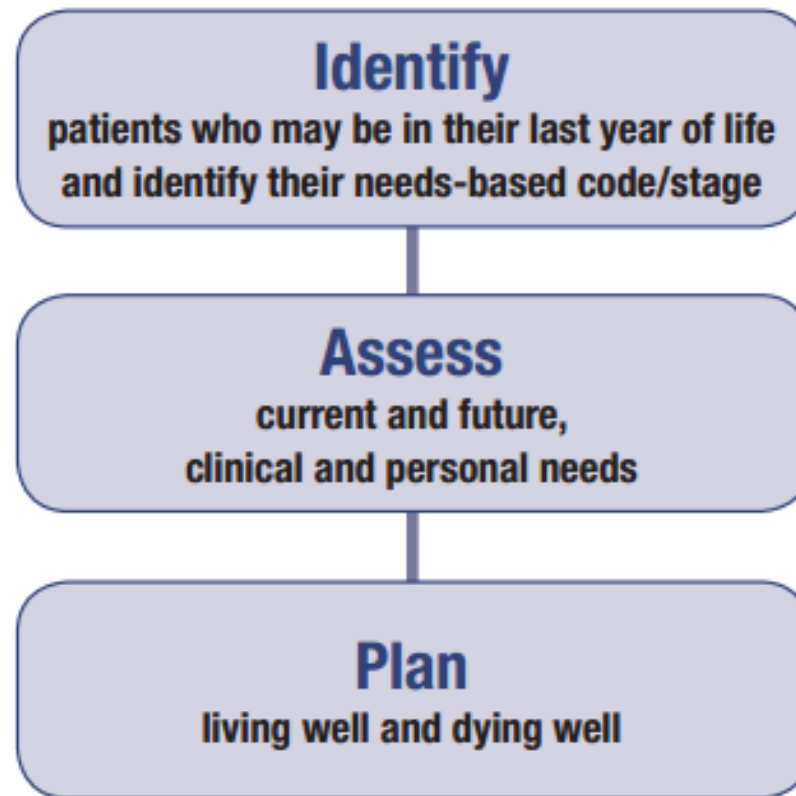 Identify
patients who may be in their last year of life
and identify their needs-based code/stage
Assess
current and future,
clinical and personal needs
Plan
living well and dying well